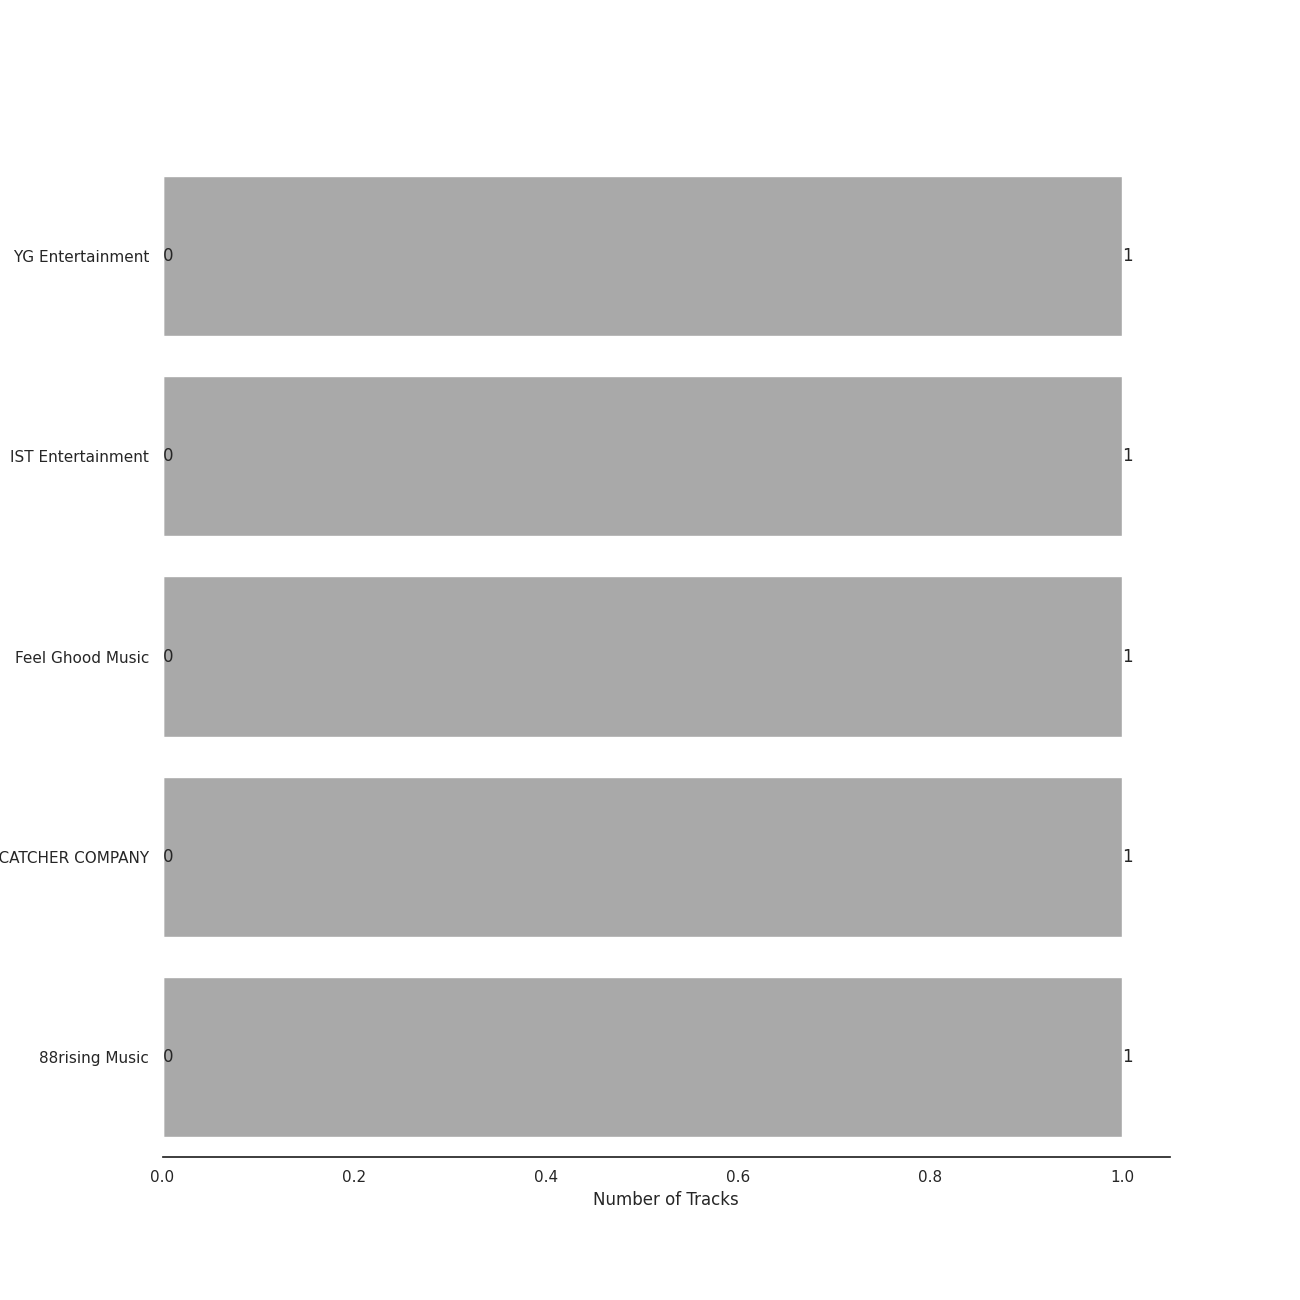 YG Entertainment 0 1
IST Entertainment 0 1
Feel Ghood Music 0 1
CATCHER COMPANY 0 1
88rising Music 0 1
0.0 0.2 0.4 0.6 0.8 1.0
Number of Tracks